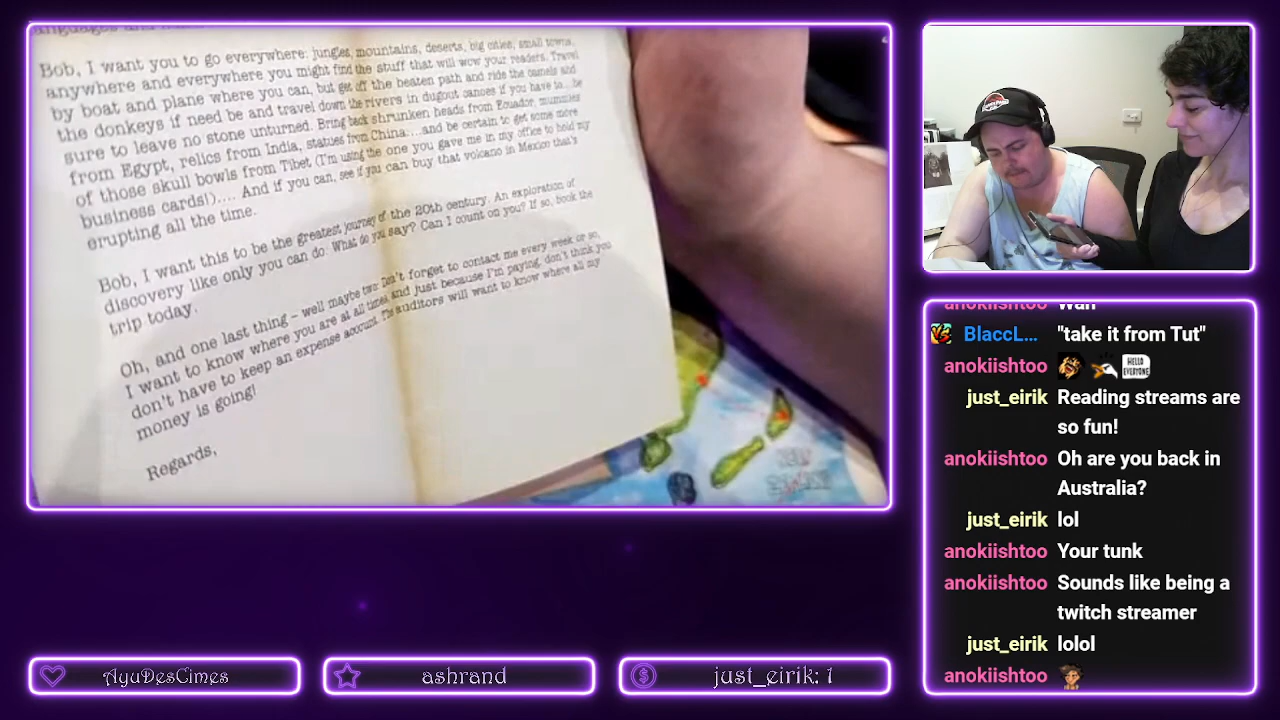 Bob, I want you to go everywhere: jungles, mountains, deserts, big cities, small towns,
anywhere and everywhere you might find the stuff that will wow your readers. Travel
by boat and plane where you can, but get off the beaten path and ride the camels and
the donkeys if need be and travel down the rivers in dugout canoes if you have to...be
sure to leave no stone unturned. Bring back shrunken heads from Ecuador, mummies
from Egypt, relics from India, statues from China....and be certain to get some more
of those skull bowls from Tibet, (I'm using the one you gave me in my office to hold my
business cards!).... And if you can, see if you can buy that volcano in Mexico that's
erupting all the time.
Bob, I want this to be the greatest journey of the 20th century. An exploration of
discovery like only you can do. What do you say? Can I count on you? If so, book the
trip today.
Oh, and one last thing – well maybe two: Don't forget to contact me every week or so,
I want to know where you are at all times, and just because I'm paying, don't think you
don't have to keep an expense account. The auditors will want to know where all my
money is going!
Regards,
AyuDesCimes
ashrand
just_eirik: 1
BlaccL... "take it from Tut"
anokiishtoo HELLO EVERYONE
just_eirik Reading streams are
so fun!
anokiishtoo Oh are you back in
Australia?
just_eirik lol
anokiishtoo Your tunk
anokiishtoo Sounds like being a
twitch streamer
just_eirik lolol
anokiishtoo